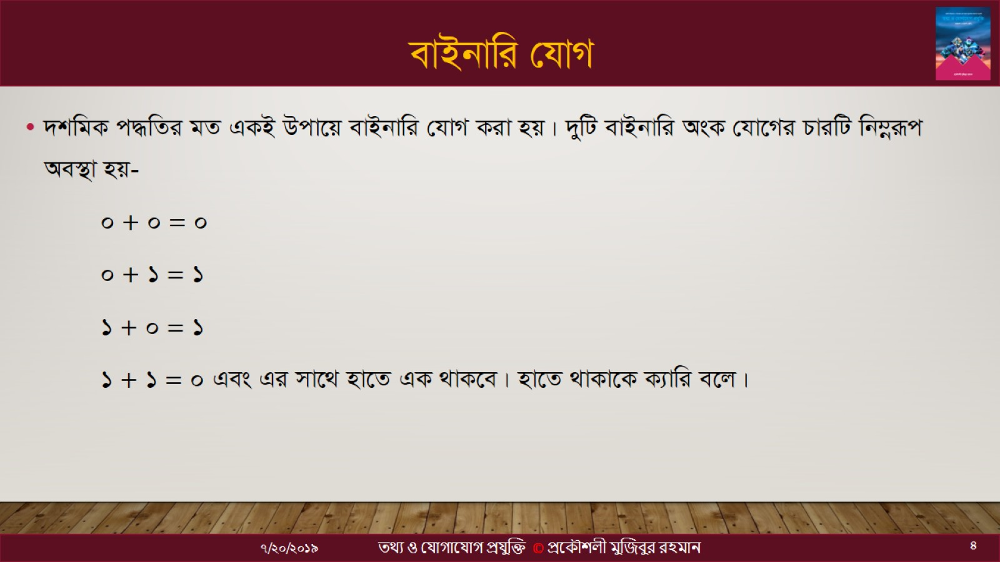 বাইনারি যোগ
• দশমিক পদ্ধতির মত একই উপায়ে বাইনারি যোগ করা হয়। দুটি বাইনারি অংক যোগের চারটি নিম্নরূপ
অবস্থা হয়-
০ + ০ = ০
০ + ১ = ১
১ + ০ = ১
১ + ১ = ০ এবং এর সাথে হাতে এক থাকবে। হাতে থাকাকে ক্যারি বলে।
৭/২০/২০১৯ তথ্য ও যোগাযোগ প্রযুক্তি © প্রকৌশলী মুজিবুর রহমান ৪